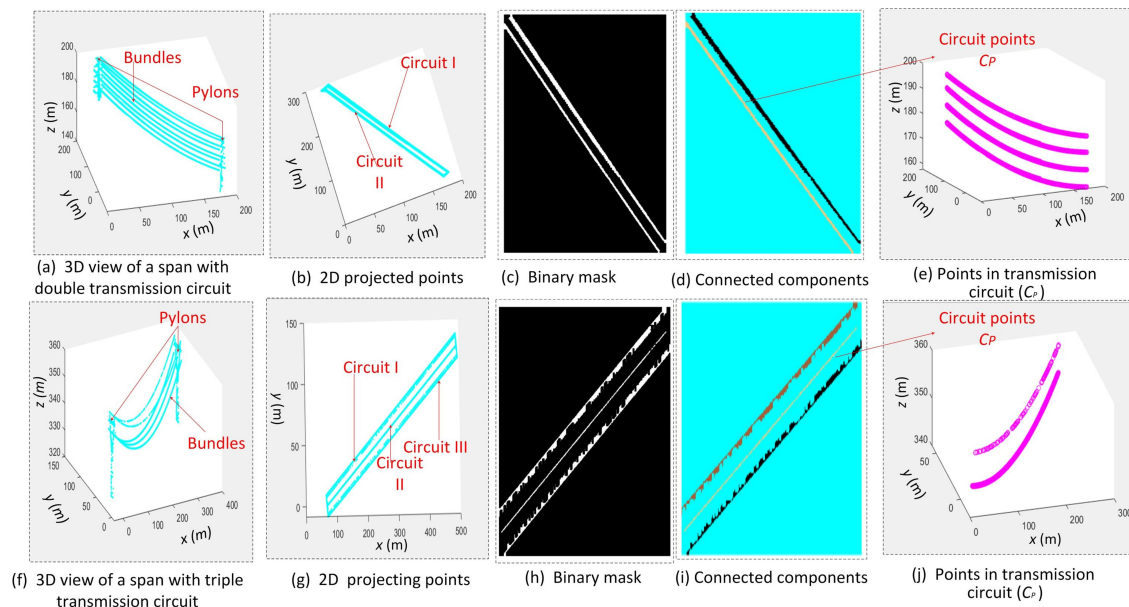 Bundles
Pylons
200
180
160
140
z (m)
200
100
0
y (m)
0
50
100
150
200
x (m)
(a) 3D view of a span with
double transmission circuit
Circuit I
Circuit
II
300
200
100
0
y (m)
0
100
200
x (m)
(b) 2D projected points
(c) Binary mask
(d) Connected components
Circuit points
CP
200
190
180
170
160
z (m)
200
100
0
y (m)
0
50
100
150
200
x (m)
(e) Points in transmission
circuit (CP)
Pylons
Bundles
360
350
340
330
320
z (m)
150
100
50
0
y (m)
0
100
200
300
400
x (m)
(f) 3D view of a span with triple
transmission circuit
Circuit I
Circuit III
Circuit
II
150
100
50
0
y (m)
100
200
300
400
500
x (m)
(g) 2D projecting points
(h) Binary mask
(i) Connected components
Circuit points
CP
360
350
340
z (m)
50
0
y (m)
0
100
200
300
x (m)
(j) Points in transmission
circuit (CP)